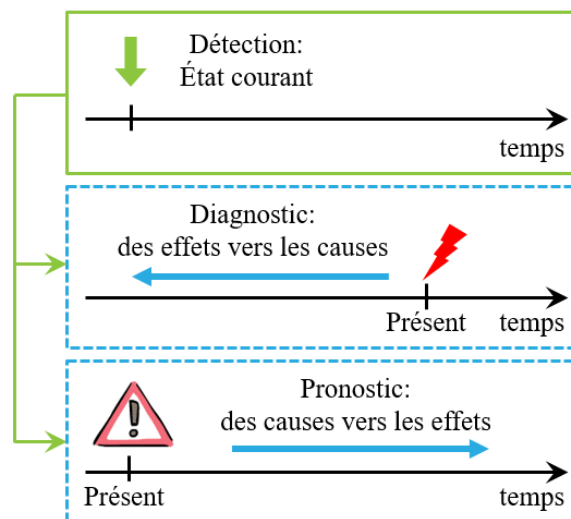 Détection:
État courant
temps
Diagnostic:
des effets vers les causes
Présent temps
Pronostic:
des causes vers les effets
Présent temps